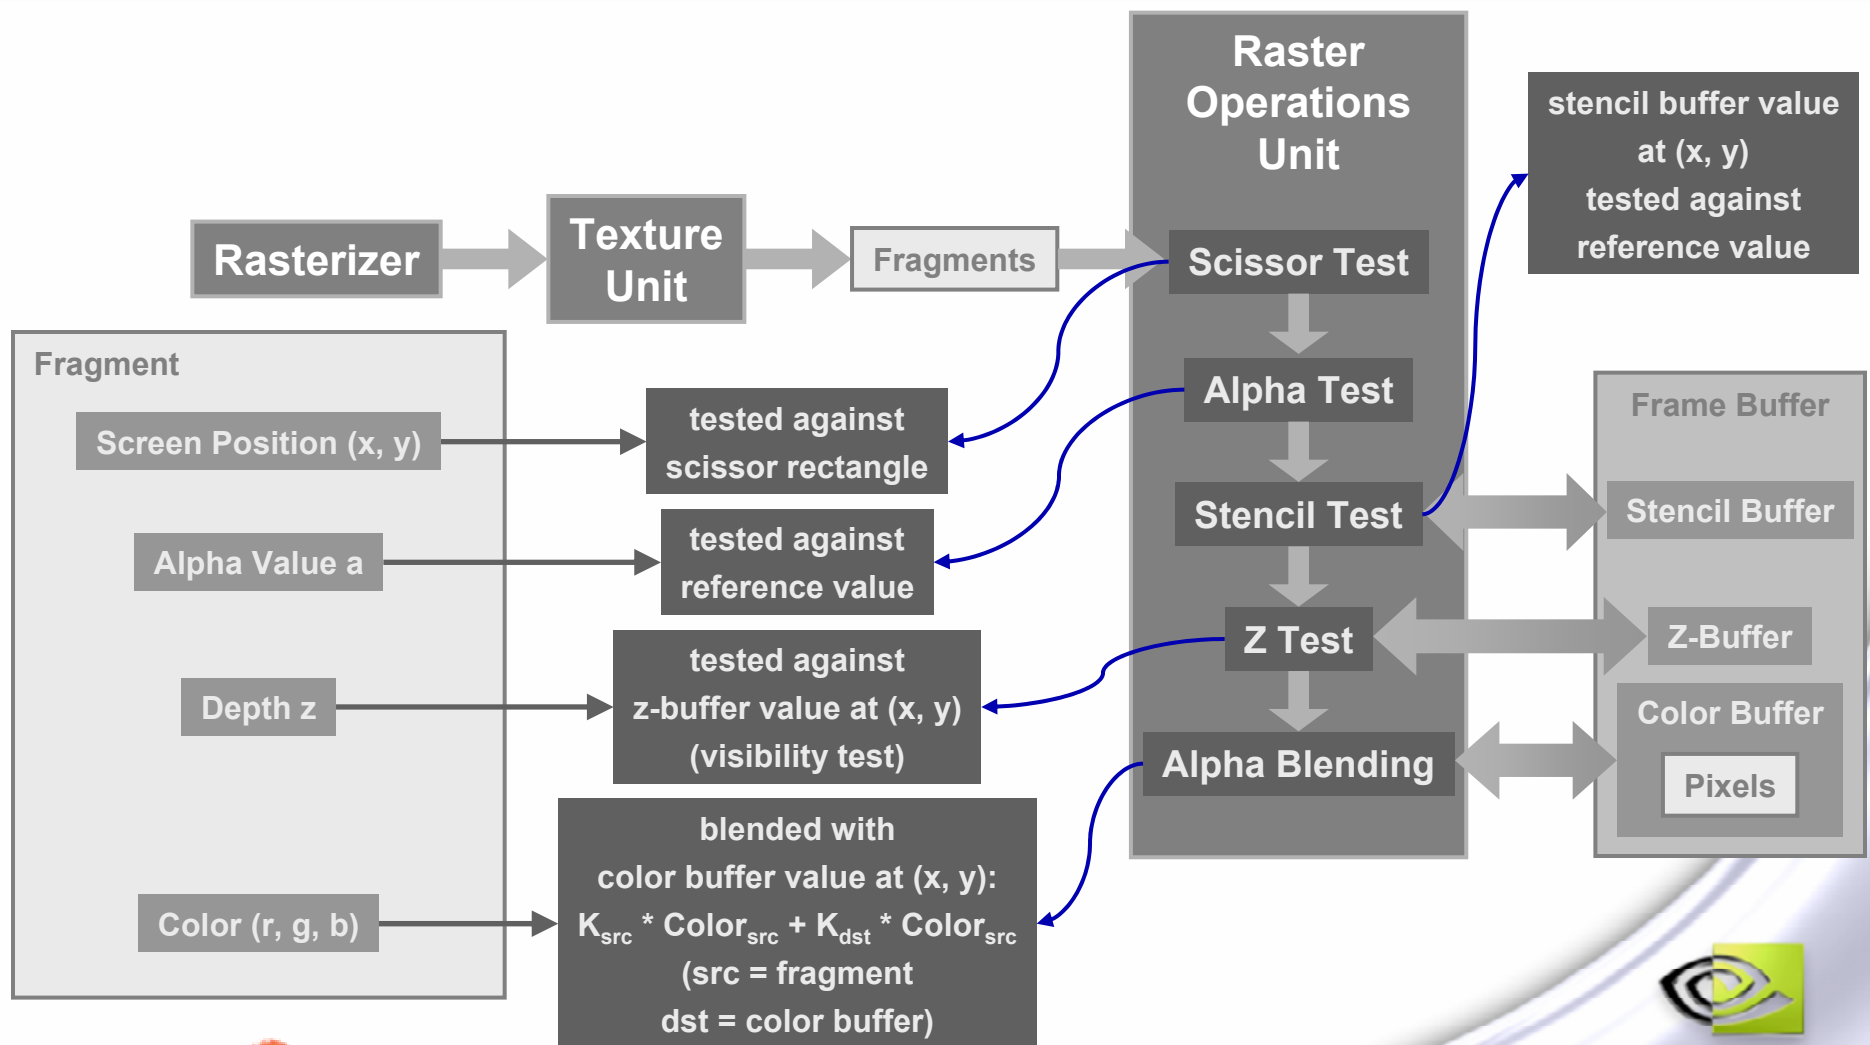 Raster
Operations
Unit
stencil buffer value
at (x, y)
tested against
reference value
Rasterizer
Texture
Unit
Fragments
Scissor Test
Alpha Test
Stencil Test
Z Test
Alpha Blending
Fragment
Screen Position (x, y)
tested against
scissor rectangle
Alpha Value a
tested against
reference value
Depth z
tested against
z-buffer value at (x, y)
(visibility test)
Color (r, g, b)
blended with
color buffer value at (x, y):
Ksrc * Colorsrc + Kdst * Colorsrc
(src = fragment
dst = color buffer)
Frame Buffer
Stencil Buffer
Z-Buffer
Color Buffer
Pixels